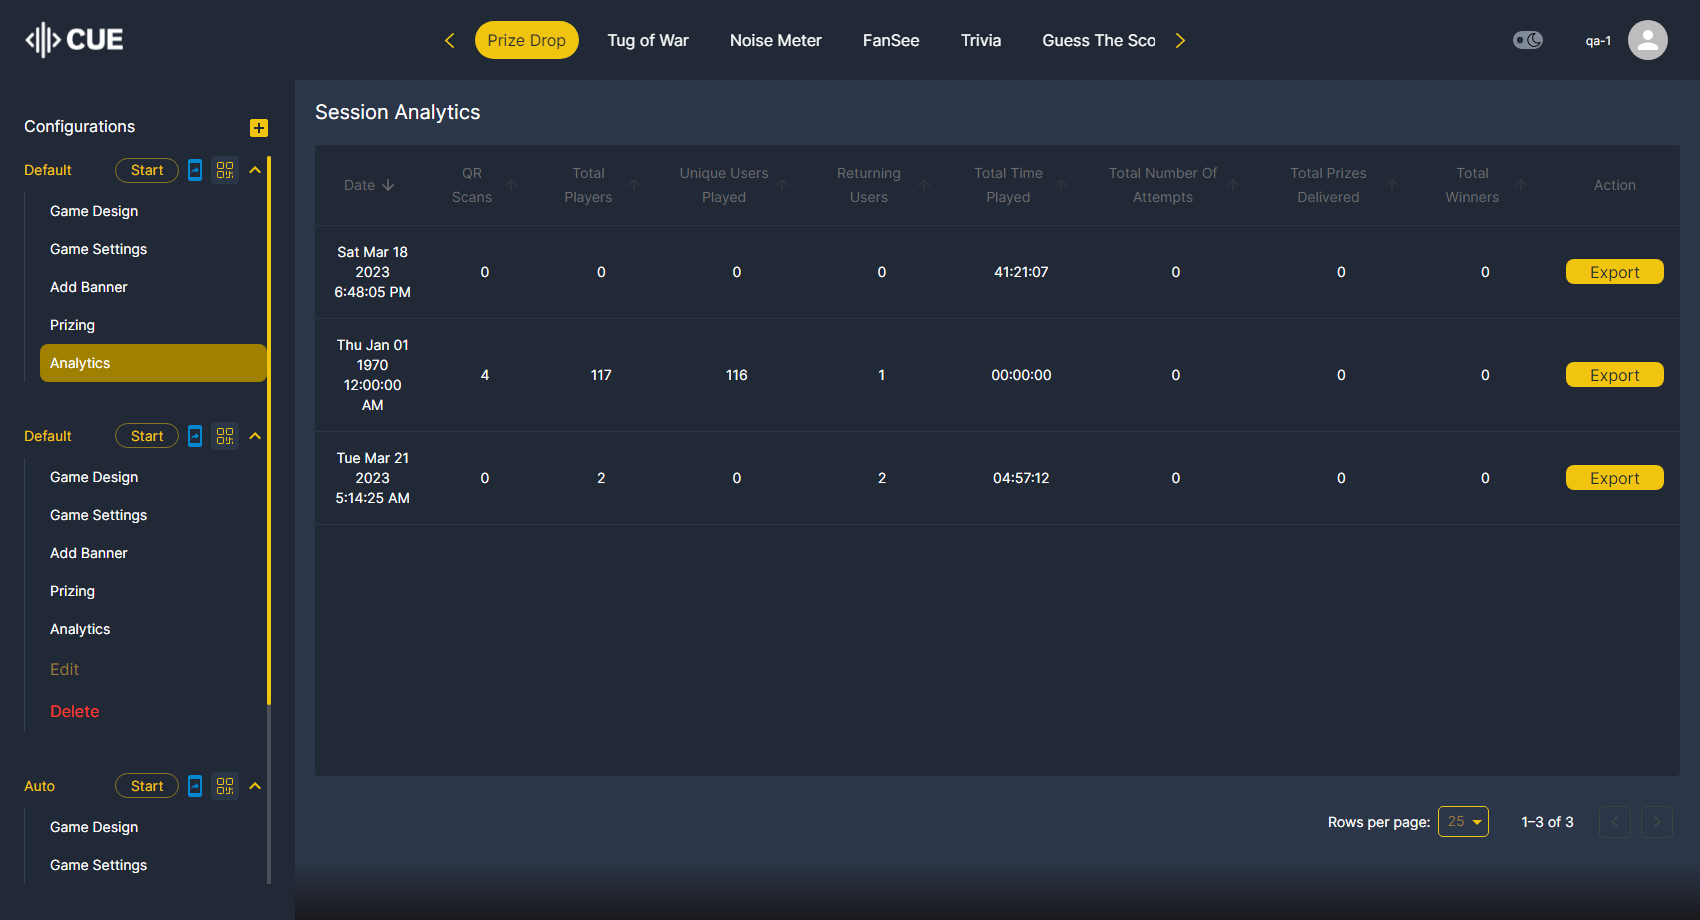 CUE
Prize Drop
Tug of War
Noise Meter
FanSee
Trivia
Guess The Sco
qa-1
Configurations
Default
Start
Game Design
Game Settings
Add Banner
Prizing
Analytics
Default
Start
Game Design
Game Settings
Add Banner
Prizing
Analytics
Edit
Delete
Auto
Start
Game Design
Game Settings
Session Analytics
Date
QR
Scans
Total
Players
Unique Users
Played
Returning
Users
Total Time
Played
Total Number Of
Attempts
Total Prizes
Delivered
Total
Winners
Action
Sat Mar 18
2023
6:48:05 PM
0
0
0
0
41:21:07
0
0
0
Export
Thu Jan 01
1970
12:00:00
AM
4
117
116
1
00:00:00
0
0
0
Export
Tue Mar 21
2023
5:14:25 AM
0
2
0
2
04:57:12
0
0
0
Export
Rows per page:
25
1–3 of 3